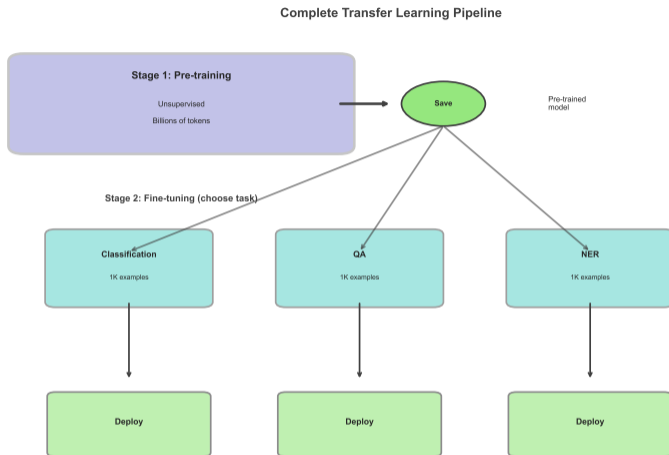 Complete Transfer Learning Pipeline
Stage 1: Pre-training
Unsupervised
Billions of tokens
Save
Pre-trained
model
Stage 2: Fine-tuning (choose task)
Classification
1K examples
QA
1K examples
NER
1K examples
Deploy
Deploy
Deploy